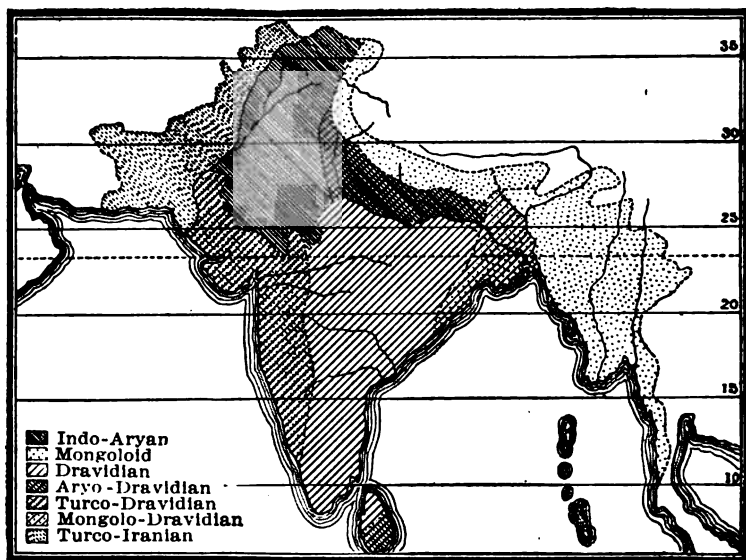 35
30
25
20
15
10
Indo-Aryan
Mongoloid
Dravidian
Aryo-Dravidian
Turco-Dravidian
Mongolo-Dravidian
Turco-Iranian